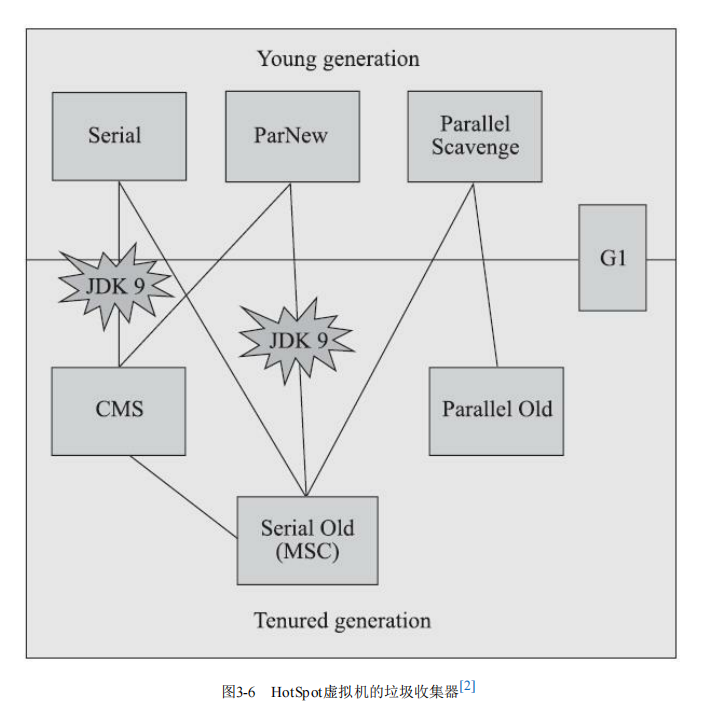 Young generation
Serial
ParNew
Parallel
Scavenge
G1
JDK 9
JDK 9
CMS
Parallel Old
Serial Old
(MSC)
Tenured generation
图3-6 HotSpot虚拟机的垃圾收集器[2]